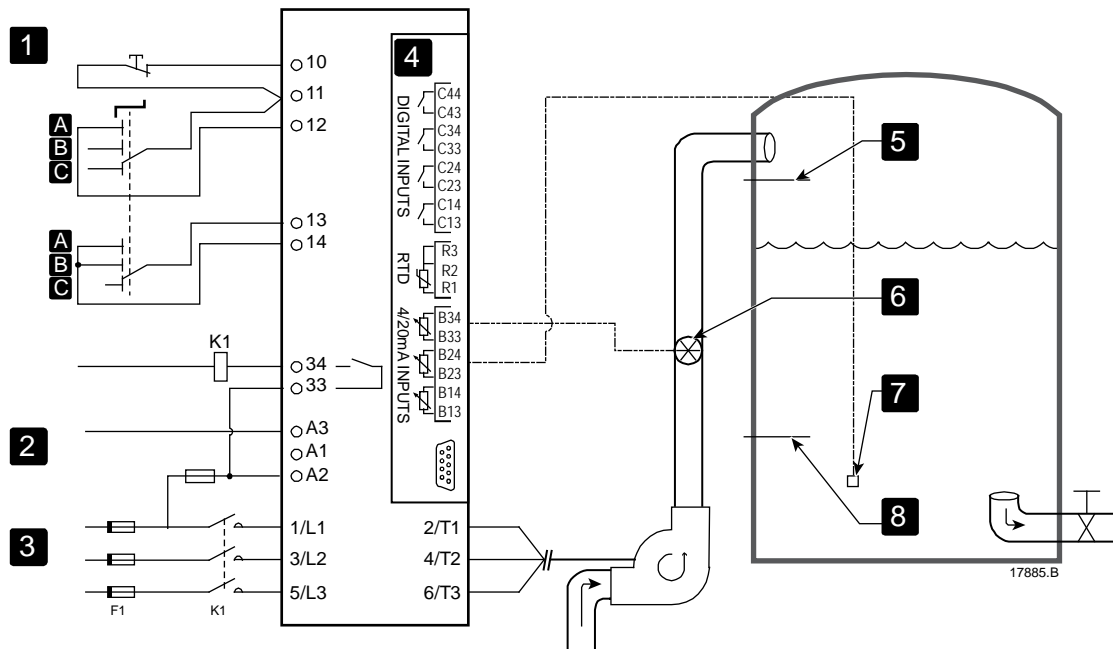 1
10
11
12
A
B
C
13
14
A
B
C
K1
34
33
2
A3
A1
A2
3
1/L1
3/L2
5/L3
F1
K1
2/T1
4/T2
6/T3
4
DIGITAL INPUTS
C44
C43
C34
C33
C24
C23
C14
C13
RTD
R3
R2
R1
4/20mA INPUTS
B34
B33
B24
B23
B14
B13
5
6
7
8
17885.B